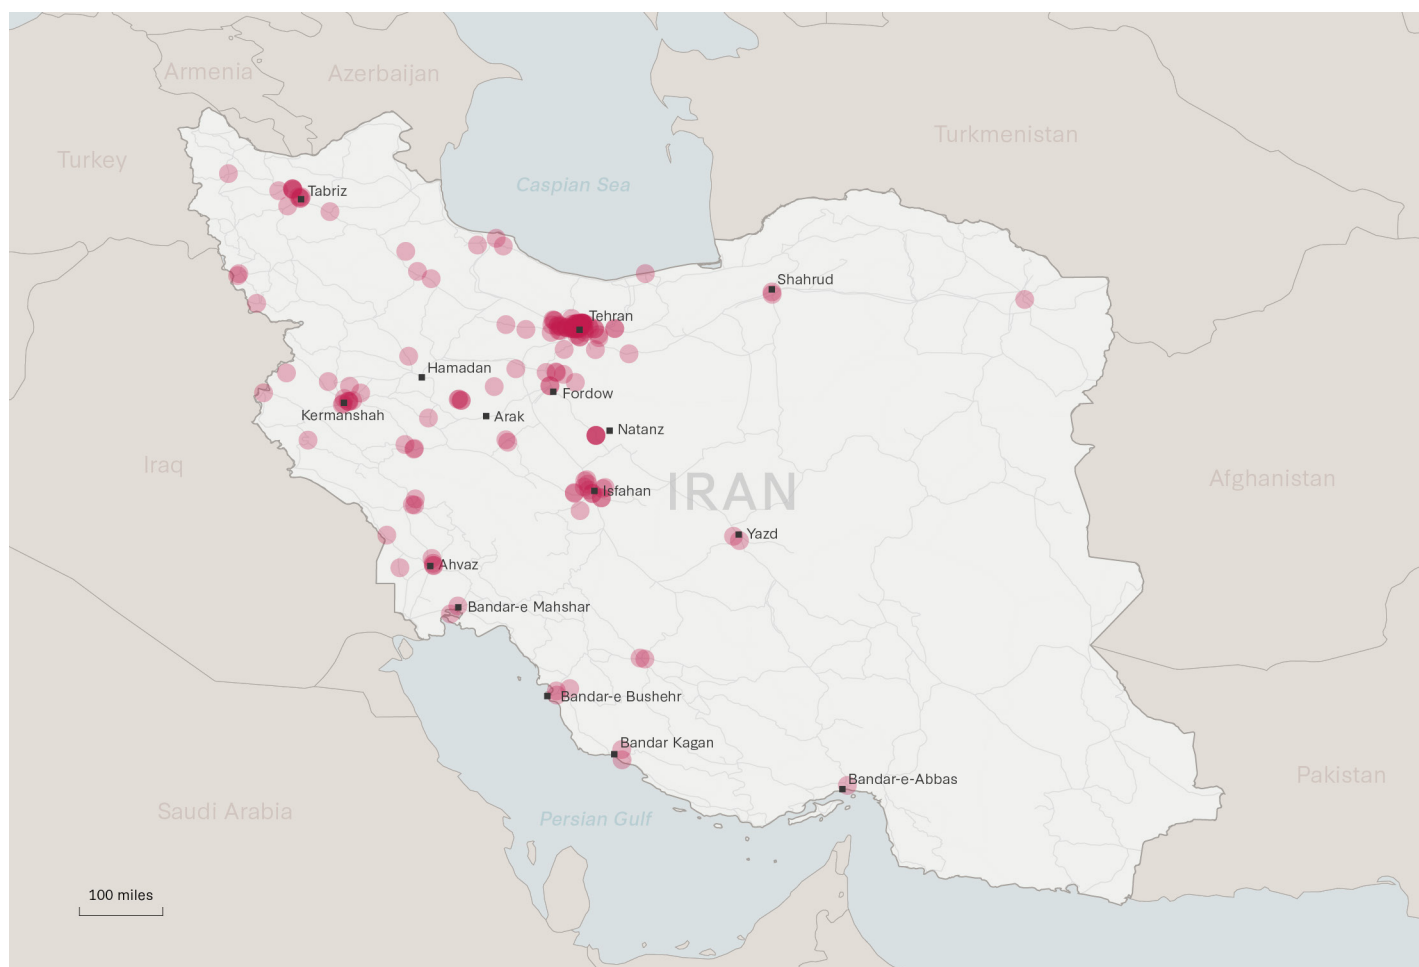 Armenia
Azerbaijan
Turkmenistan
Turkey
Caspian Sea
Tabriz
Shahrud
Tehran
Hamadan
Fordow
Kermanshah
Arak
Natanz
Iraq
Afghanistan
Isfahan
IRAN
Yazd
Ahvaz
Bandar-e Mahshar
Bandar-e Bushehr
Bandar Kagan
Pakistan
Bandar-e-Abbas
Saudi Arabia
Persian Gulf
100 miles